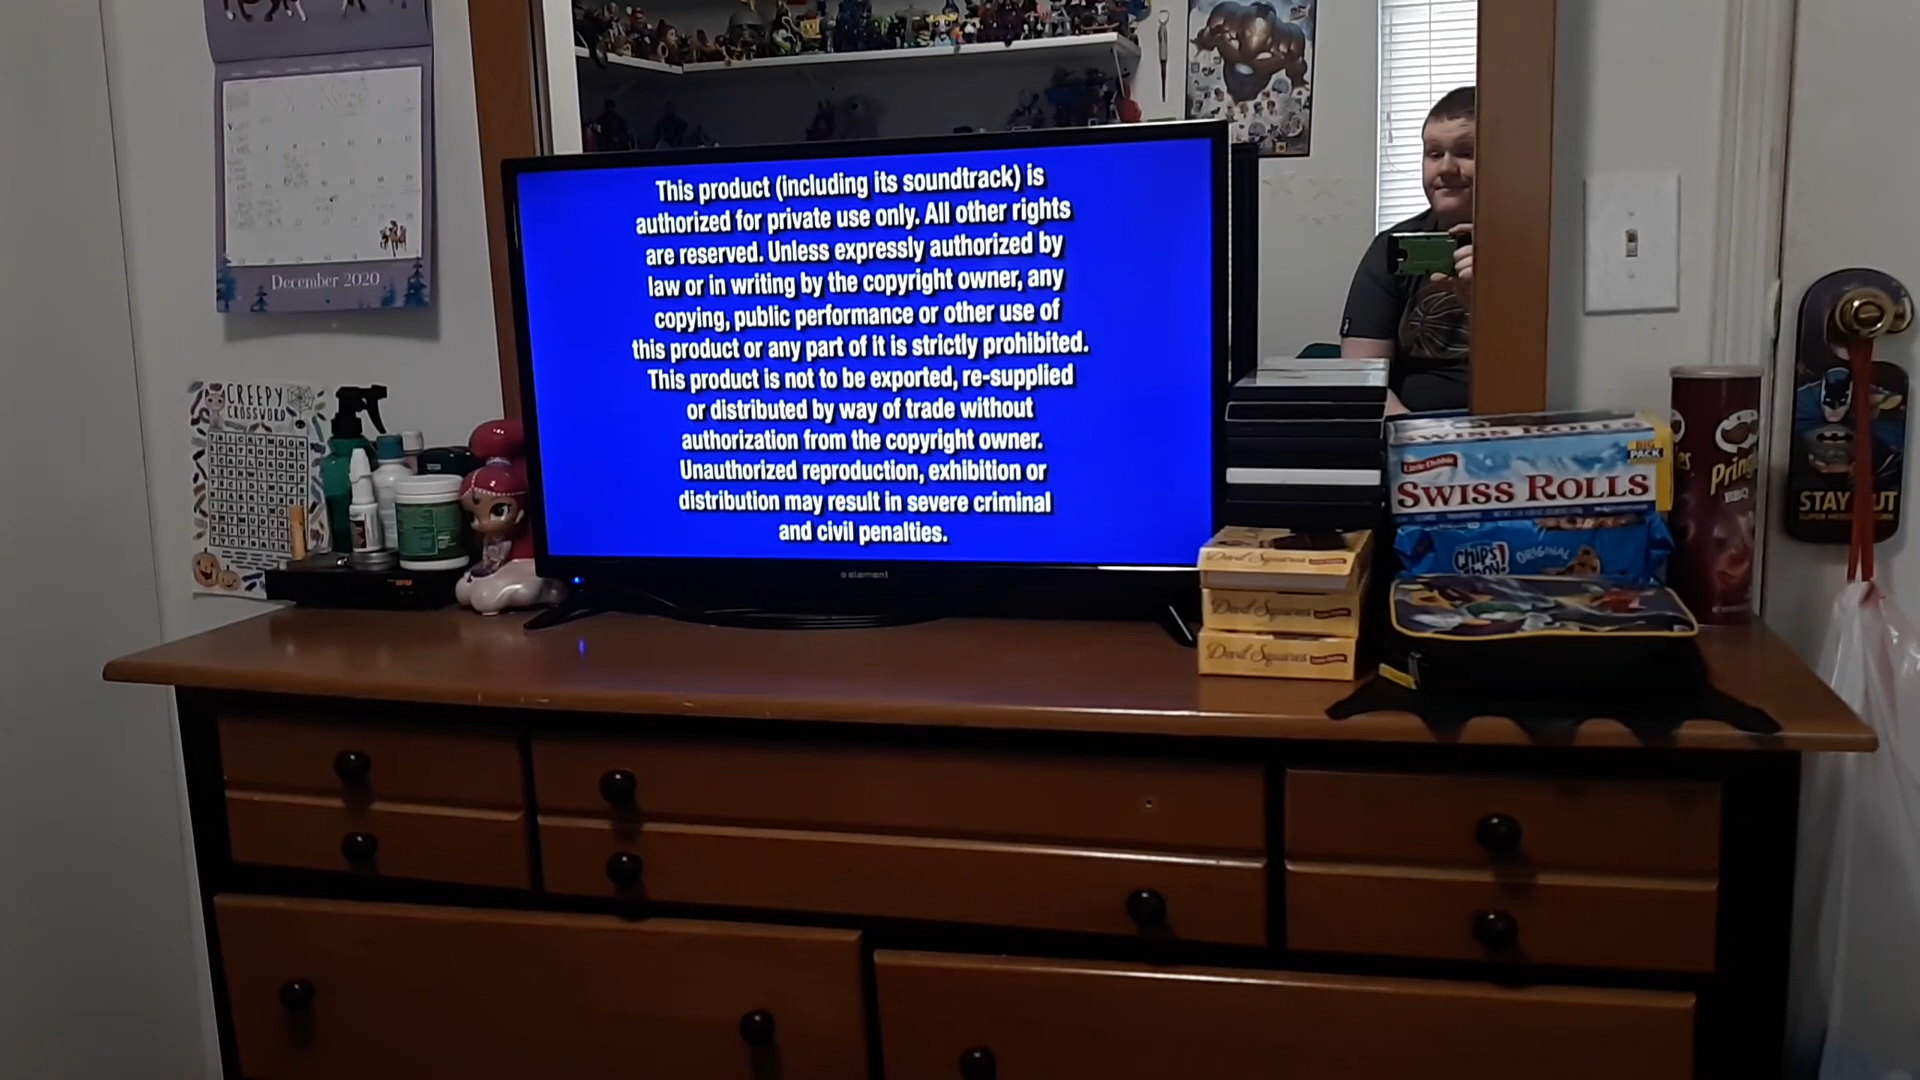 December 2020
CREEPY
CROSSWORD
This product (including its soundtrack) is
authorized for private use only. All other rights
are reserved. Unless expressly authorized by
law or in writing by the copyright owner, any
copying, public performance or other use of
this product or any part of it is strictly prohibited.
This product is not to be exported, re-supplied
or distributed by way of trade without
authorization from the copyright owner.
Unauthorized reproduction, exhibition or
distribution may result in severe criminal
and civil penalties.
element
SWISS ROLLS
Little Debbie
BIG
PACK
SWISS ROLLS
Chips
Ahoy!
ORIGINAL
Devil Squares
Devil Squares
Devil Squares
Pringles
BBQ
STAY OUT